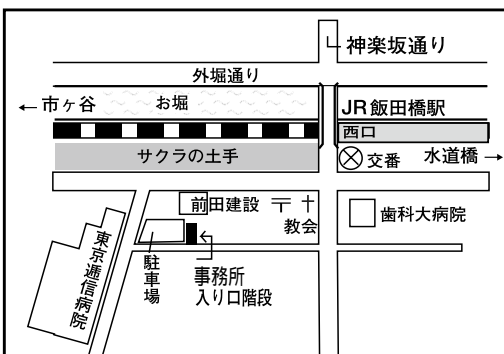 神楽坂通り
外堀通り
市ヶ谷
お堀
JR飯田橋駅
西口
サクラの土手
交番
水道橋
前田建設
〒
教会
歯科大病院
東京逓信病院
駐車場
事務所
入り口階段